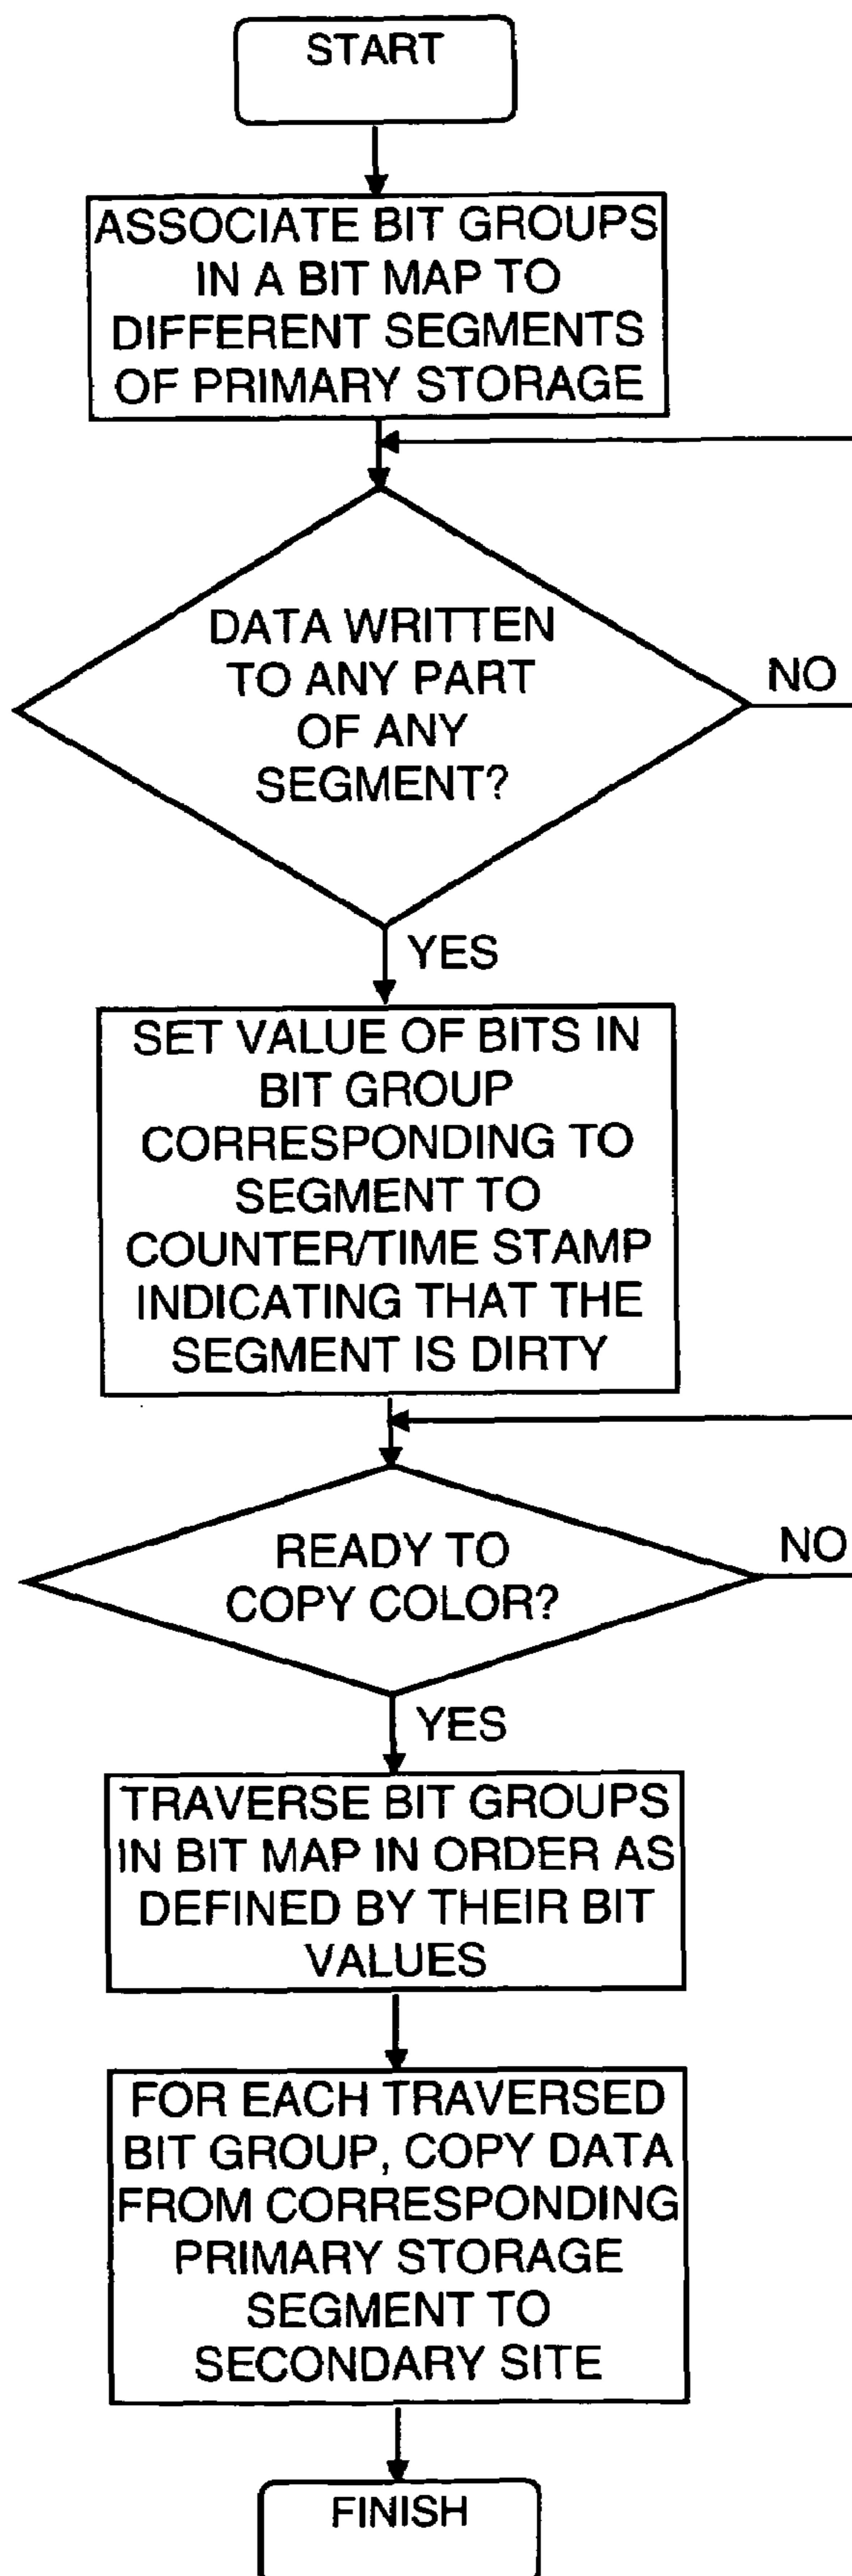 START
ASSOCIATE BIT GROUPS
IN A BIT MAP TO
DIFFERENT SEGMENTS
OF PRIMARY STORAGE
DATA WRITTEN
TO ANY PART
OF ANY
SEGMENT?
NO
YES
SET VALUE OF BITS IN
BIT GROUP
CORRESPONDING TO
SEGMENT TO
COUNTER/TIME STAMP
INDICATING THAT THE
SEGMENT IS DIRTY
READY TO
COPY COLOR?
NO
YES
TRAVERSE BIT GROUPS
IN BIT MAP IN ORDER AS
DEFINED BY THEIR BIT
VALUES
FOR EACH TRAVERSED
BIT GROUP, COPY DATA
FROM CORRESPONDING
PRIMARY STORAGE
SEGMENT TO
SECONDARY SITE
FINISH